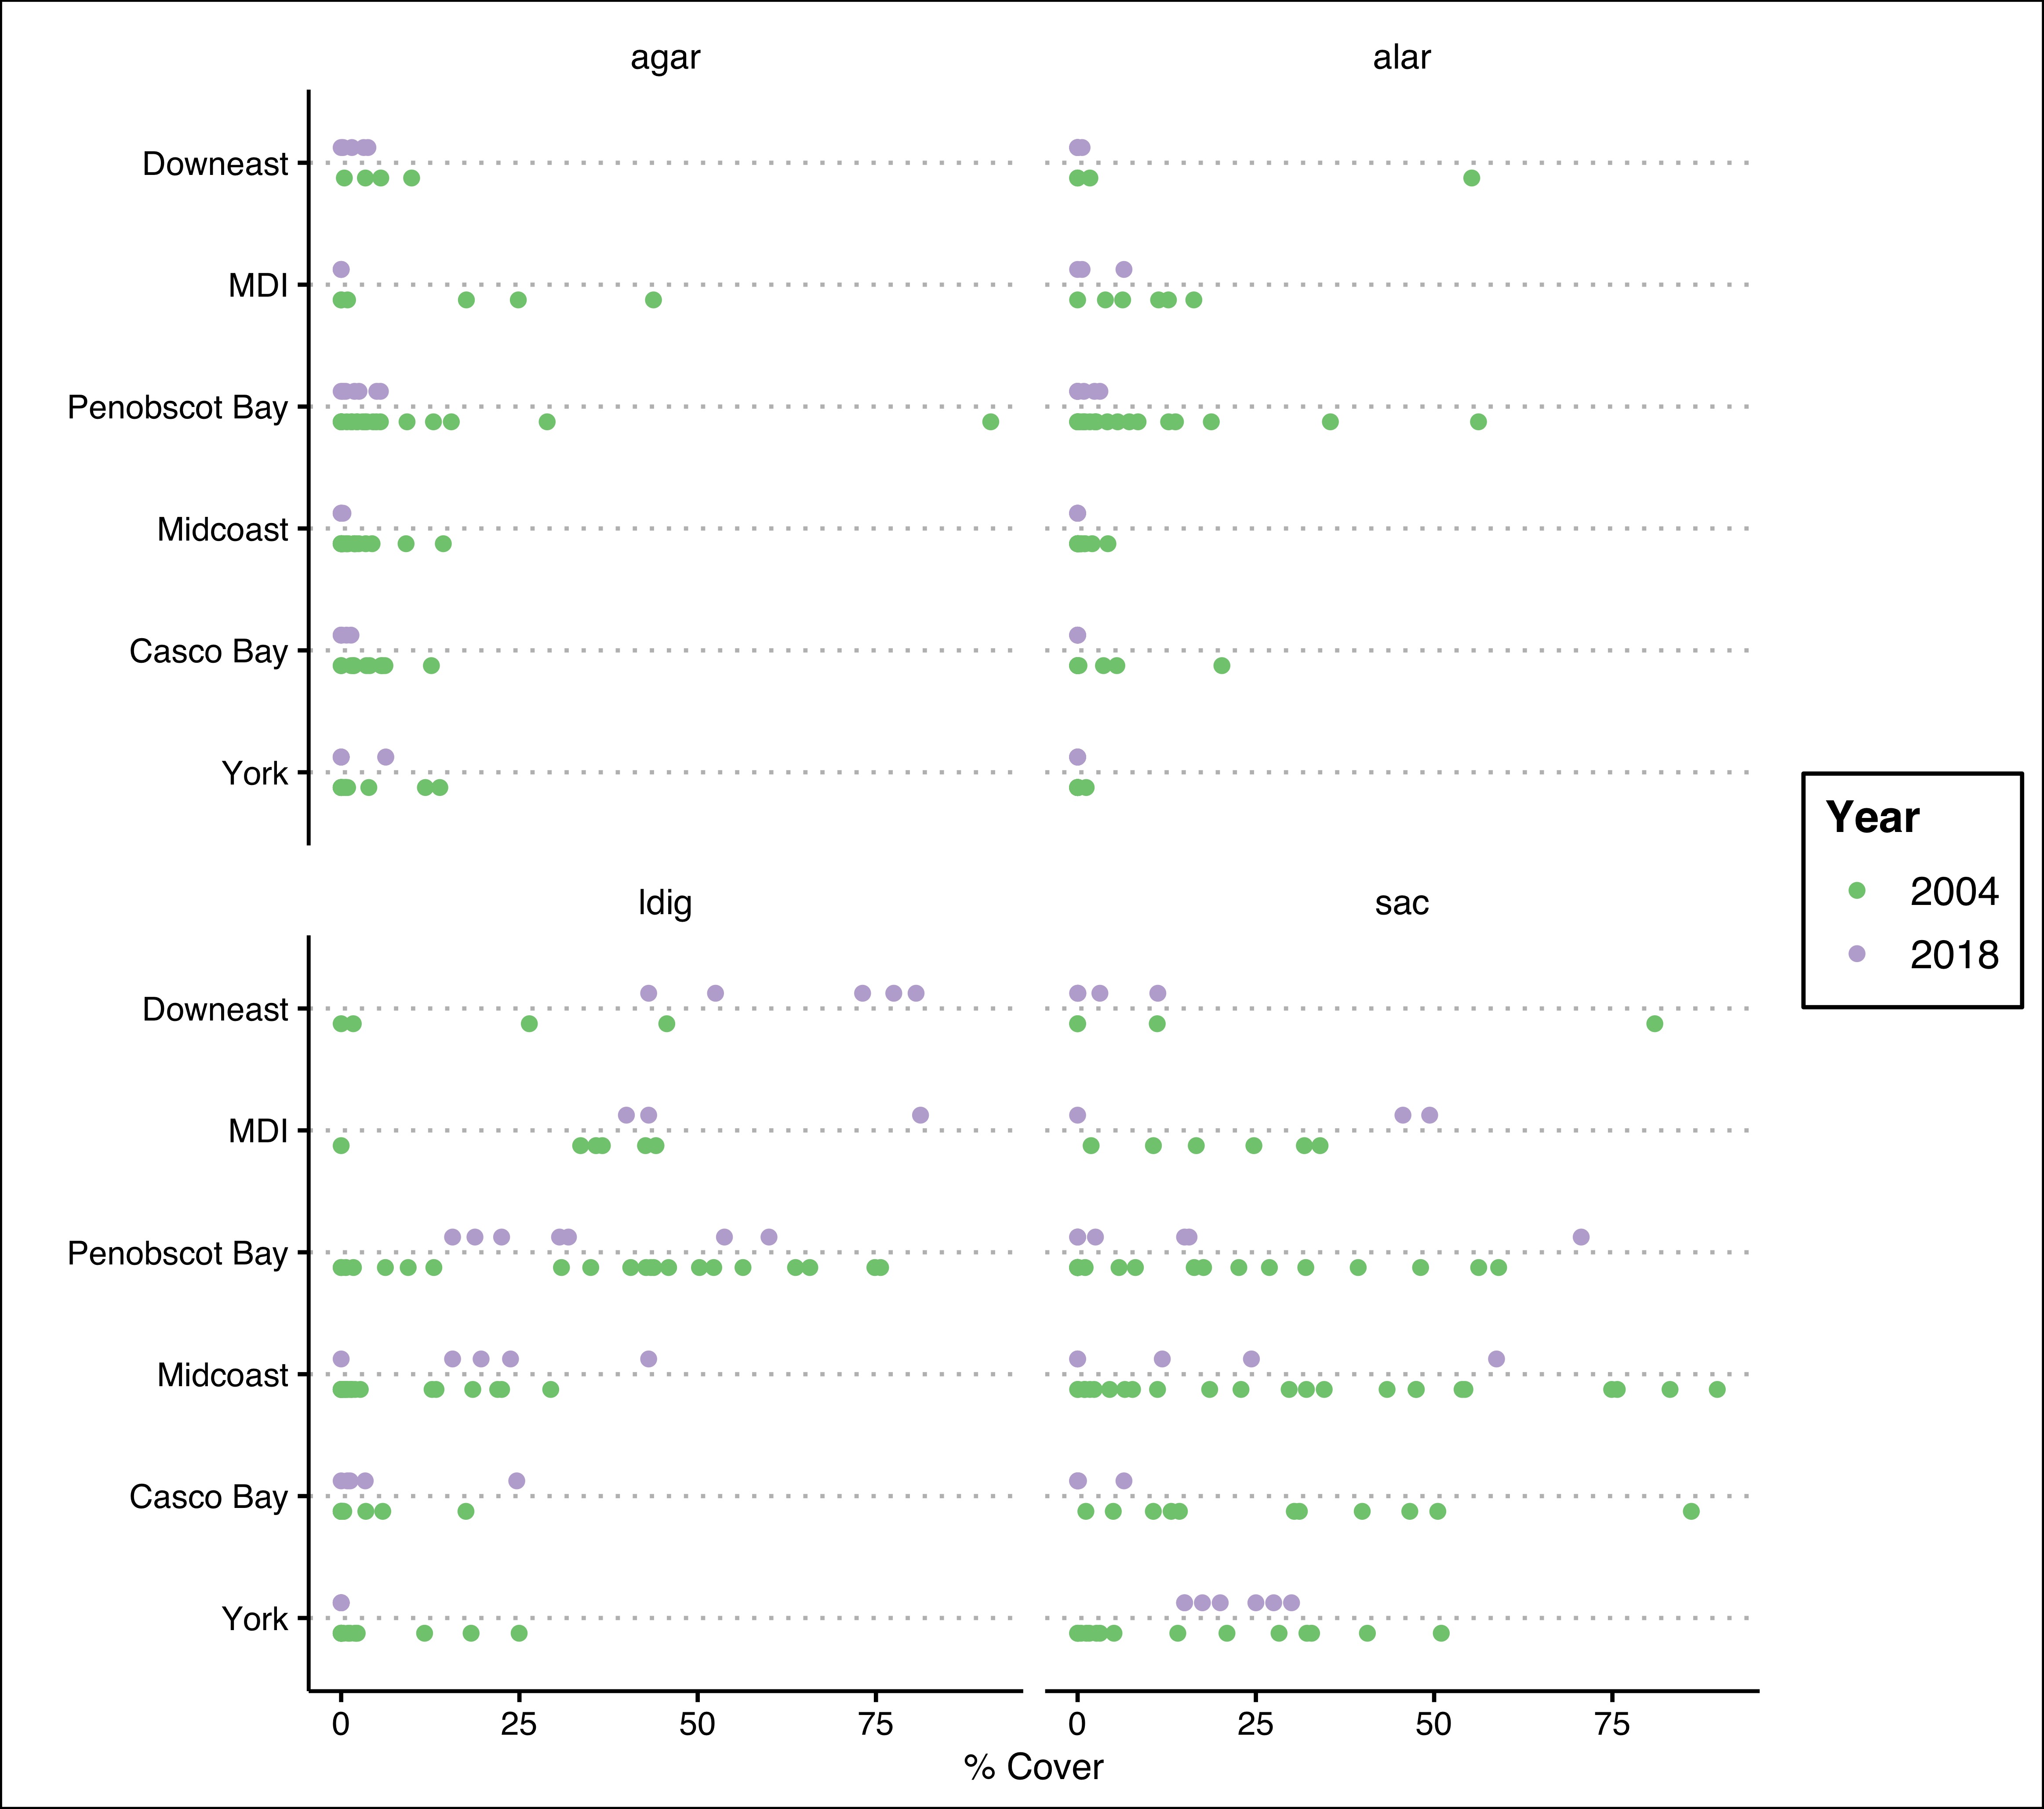 agar
alar
Downeast
MDI
Penobscot Bay
Midcoast
Casco Bay
York
ldig
sac
Downeast
MDI
Penobscot Bay
Midcoast
Casco Bay
York
0 25 50 75
0 25 50 75
% Cover
Year
2004
2018